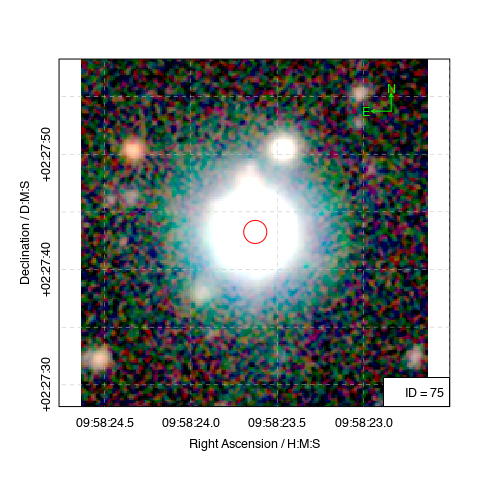 N
E
+02:27:50
+02:27:40
+02:27:30
Declination / D:M:S
ID = 75
09:58:24.5 09:58:24.0 09:58:23.5 09:58:23.0
Right Ascension / H:M:S